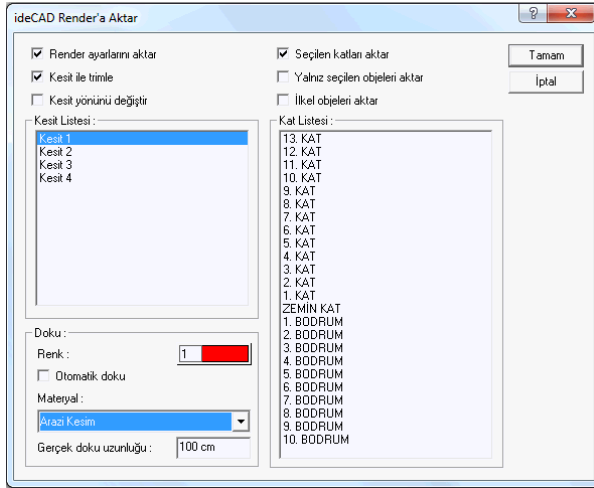 ideCAD Render'a Aktar
Render ayarlarını aktar
Kesit ile trimle
Kesit yönünü değiştir
Seçilen katları aktar
Yalnız seçilen objeleri aktar
İlkel objeleri aktar
Tamam
İptal
Kesit Listesi :
Kesit 1
Kesit 2
Kesit 3
Kesit 4
Kat Listesi :
13. KAT
12. KAT
11. KAT
10. KAT
9. KAT
8. KAT
7. KAT
6. KAT
5. KAT
4. KAT
3. KAT
2. KAT
1. KAT
ZEMİN KAT
1. BODRUM
2. BODRUM
3. BODRUM
4. BODRUM
5. BODRUM
6. BODRUM
7. BODRUM
8. BODRUM
9. BODRUM
10. BODRUM
Doku :
Renk :
1
Otomatik doku
Materyal :
Arazi Kesim
Gerçek doku uzunluğu :
100 cm